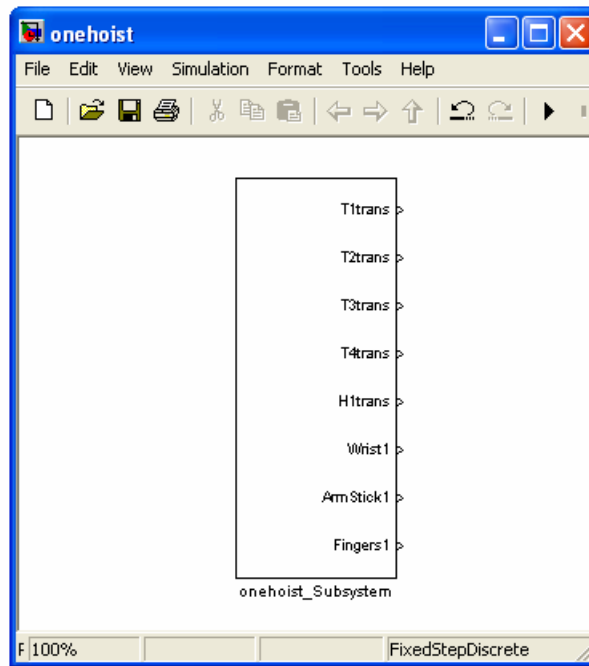 onehoist
File Edit View Simulation Format Tools Help
T1trans
T2trans
T3trans
T4trans
H1trans
Wrist1
ArmStick1
Fingers1
onehoist_Subsystem
F 100% FixedStepDiscrete